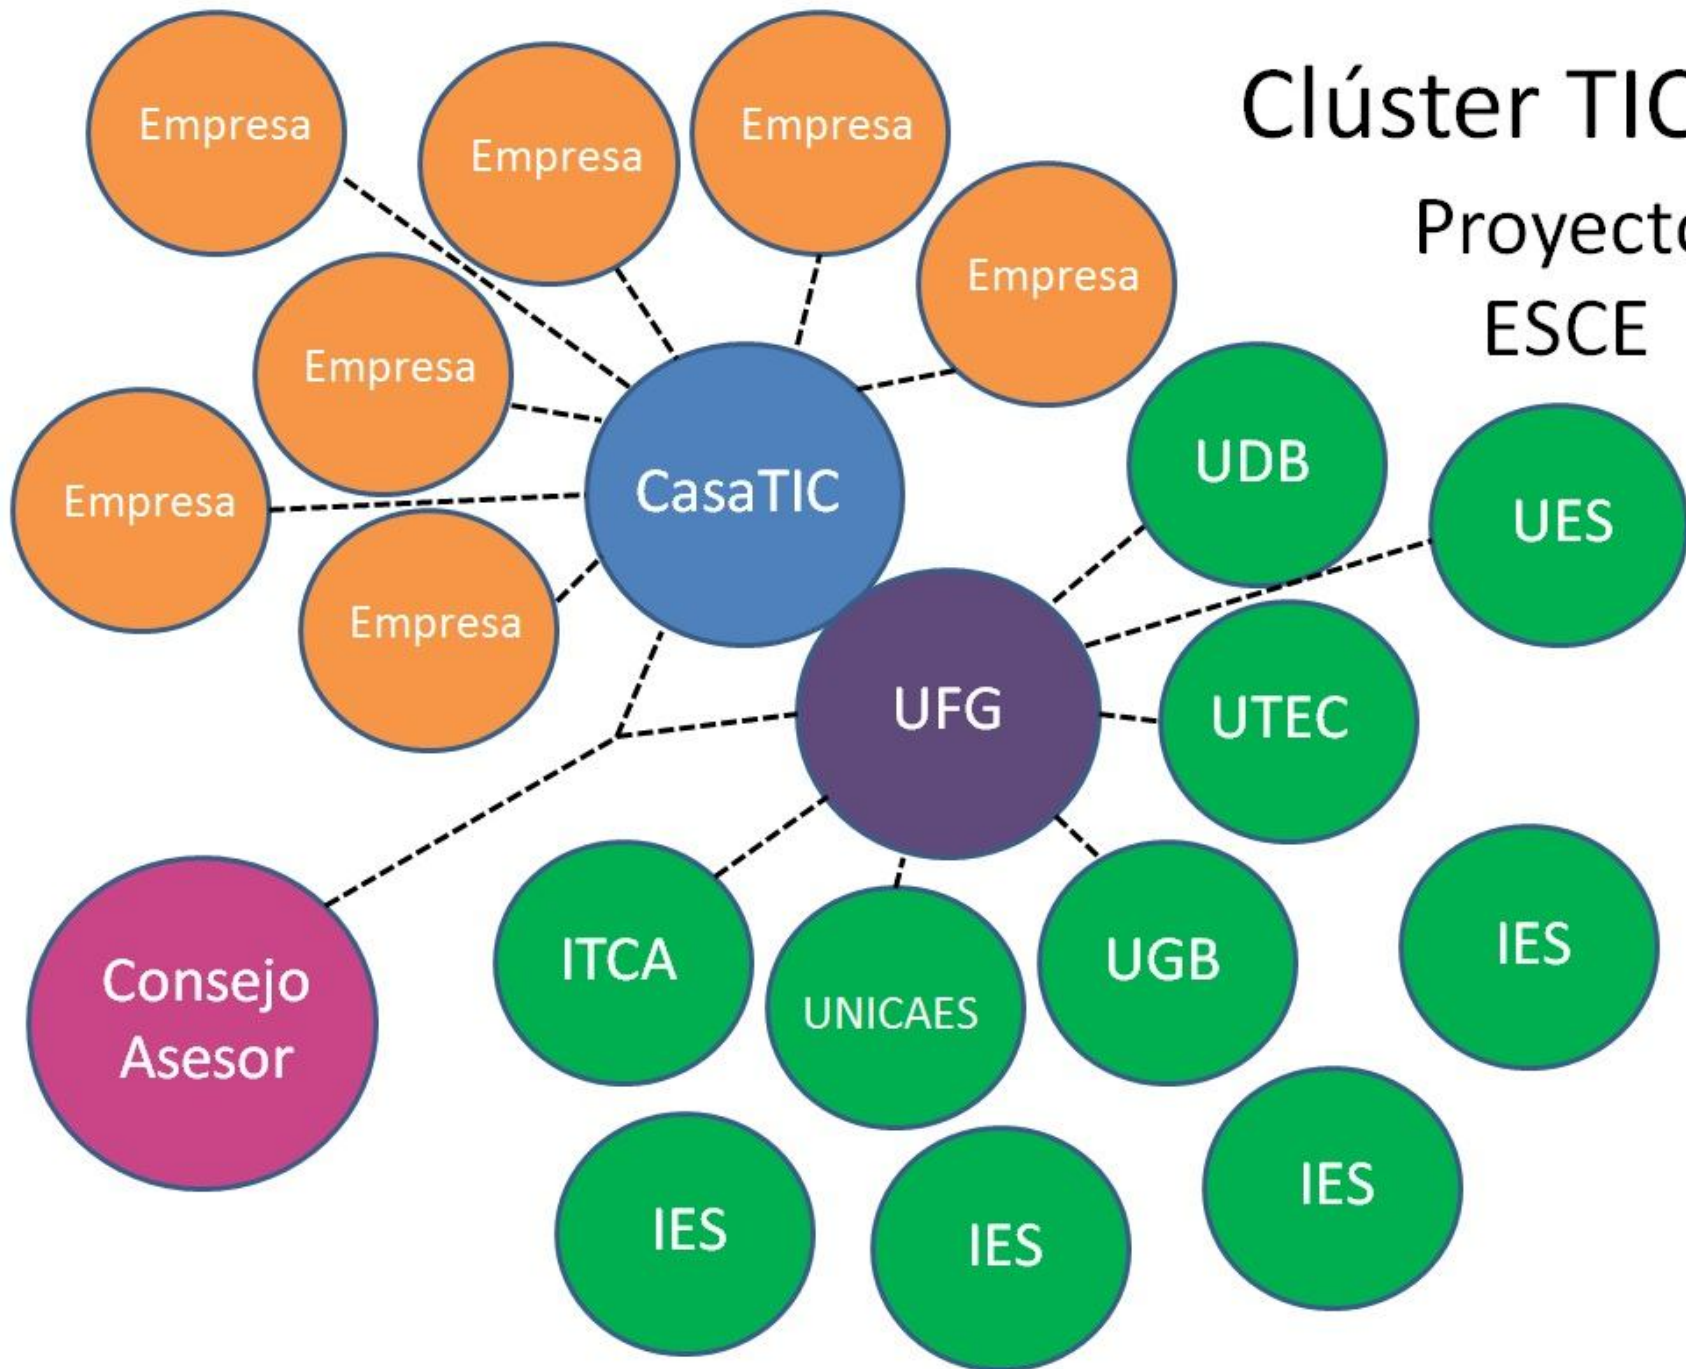 Clúster TIC
Proyecto
ESCE
Empresa
Empresa
Empresa
Empresa
Empresa
Empresa
Empresa
CasaTIC
UDB
UES
UFG
UTEC
Consejo
Asesor
ITCA
UNICAES
UGB
IES
IES
IES
IES